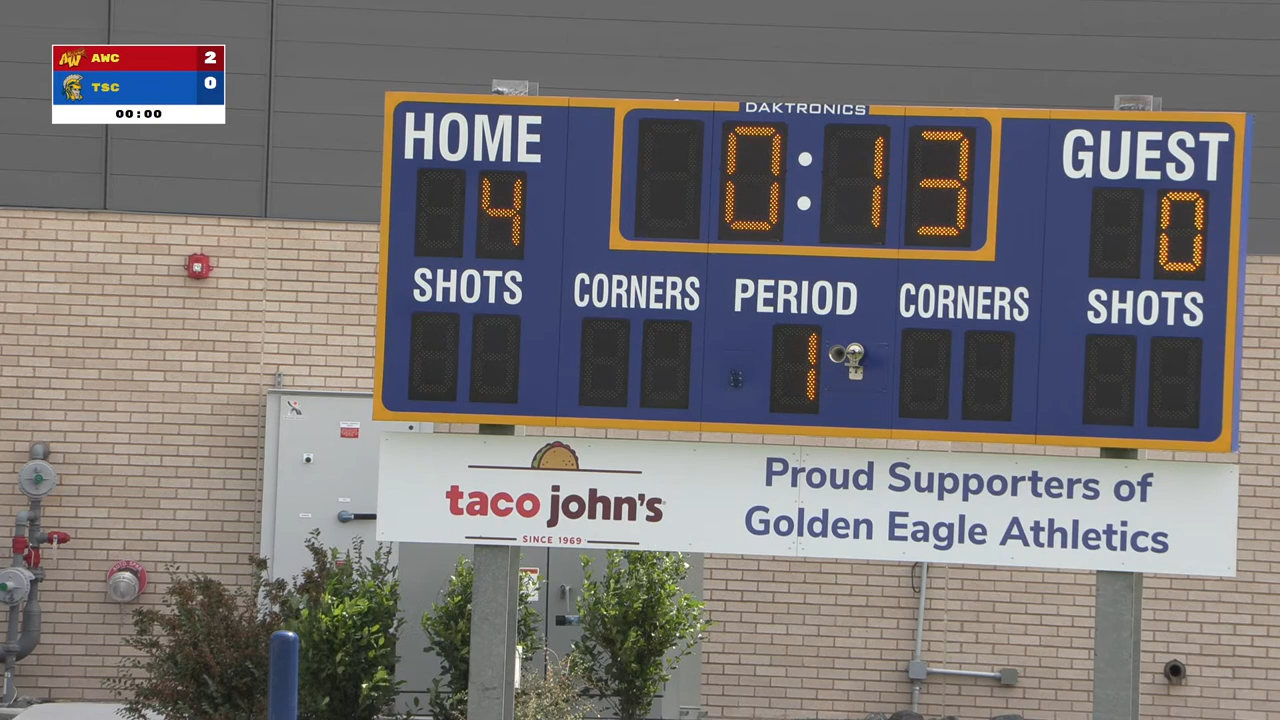 AW AWC 2
TSC 0
00:00
DAKTRONICS
HOME 0:13 GUEST
4 0
SHOTS CORNERS PERIOD CORNERS SHOTS
1
taco john's
SINCE 1969
Proud Supporters of
Golden Eagle Athletics